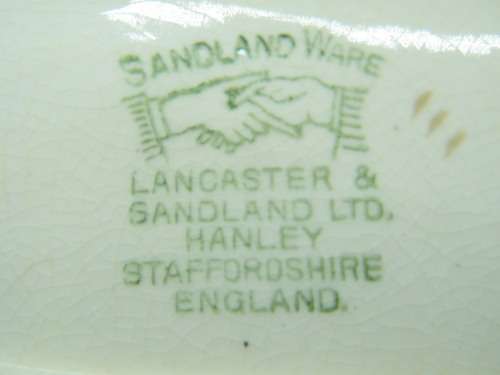 SANDLAND WARE
LANCASTER &
SANDLAND LTD.
HANLEY
STAFFORDSHIRE
ENGLAND.